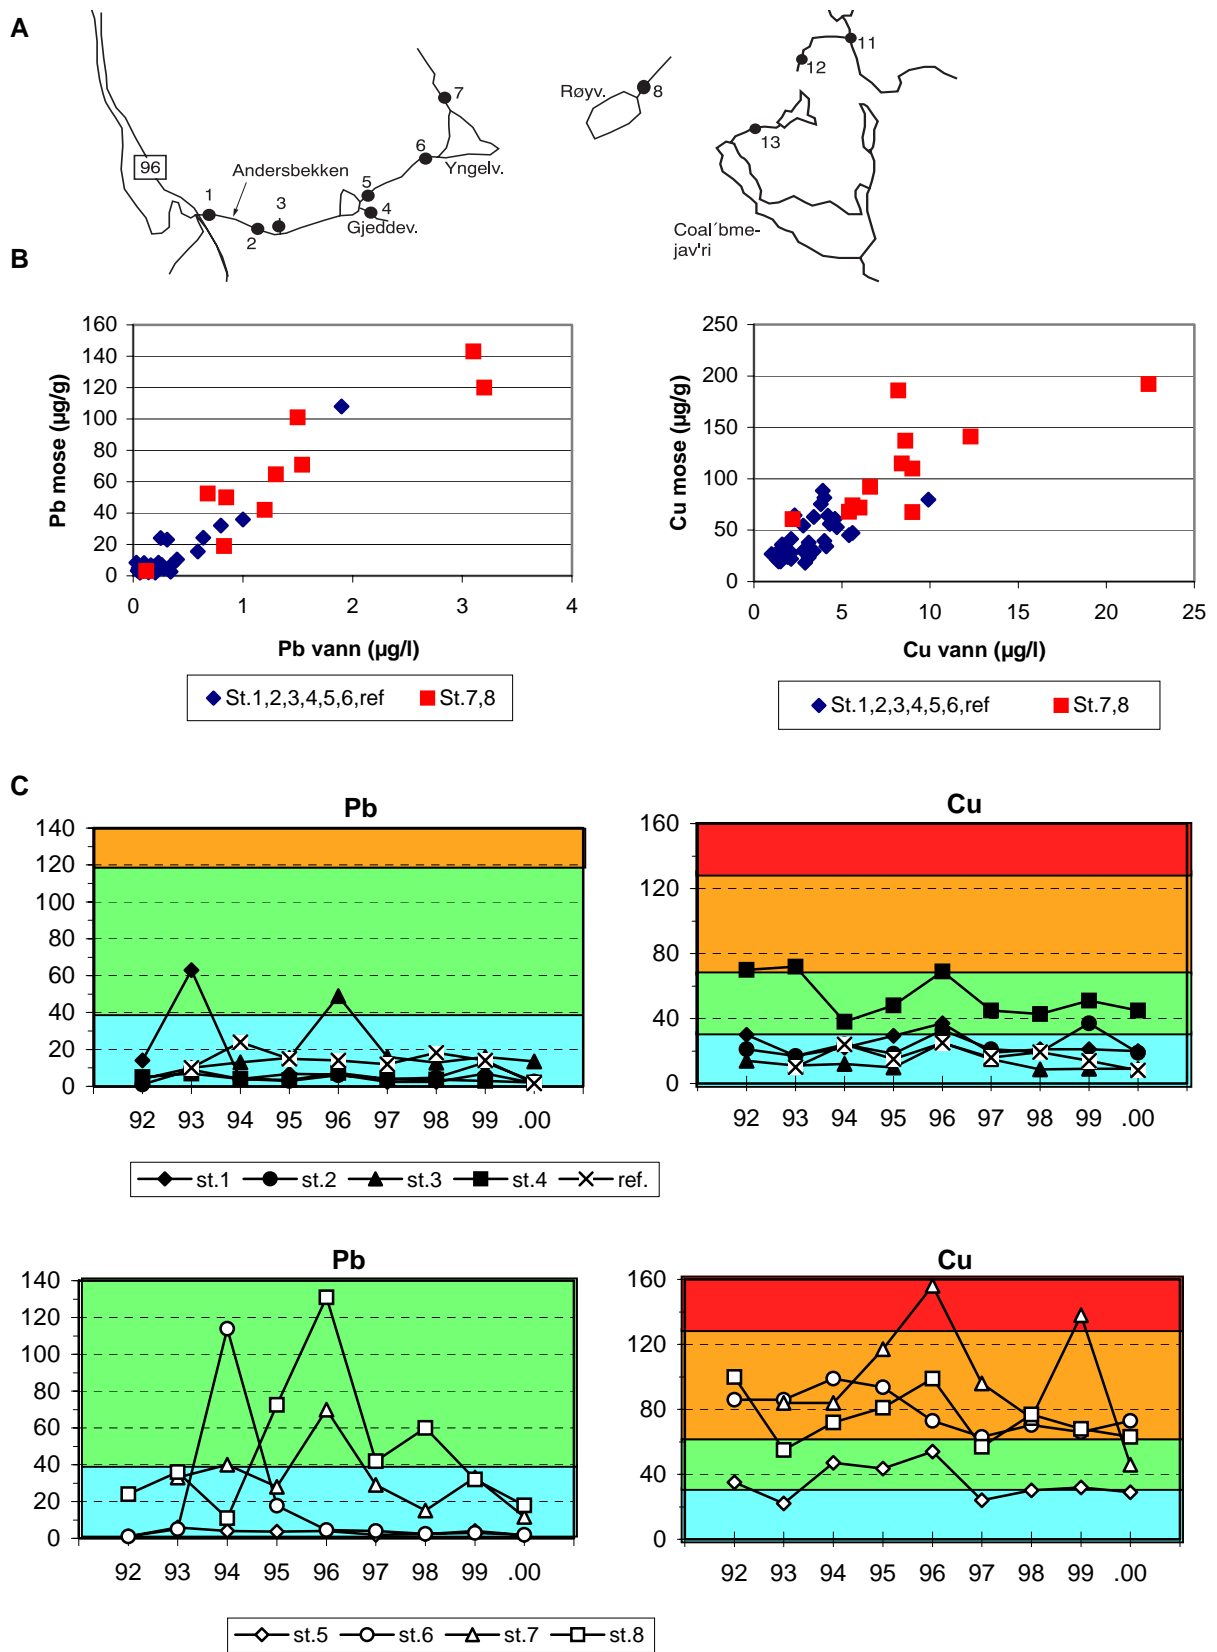 A
11
12
7
Røyv.
8
13
6
96
Andersbekken
Yngelv.
5
1
3
4
2
Gjeddev.
Coal´bme-
jav'ri
B
160
140
120
100
80
60
40
20
0
Pb mose (µg/g)
0 1 2 3 4
Pb vann (µg/l)
St.1,2,3,4,5,6,ref St.7,8
250
200
150
100
50
0
Cu mose (µg/g)
0 5 10 15 20 25
Cu vann (µg/l)
St.1,2,3,4,5,6,ref St.7,8
C
Pb
140
120
100
80
60
40
20
0
92 93 94 95 96 97 98 99 .00
Cu
160
120
80
40
0
92 93 94 95 96 97 98 99 .00
st.1 st.2 st.3 st.4 ref.
Pb
140
120
100
80
60
40
20
0
92 93 94 95 96 97 98 99 .00
Cu
160
120
80
40
0
92 93 94 95 96 97 98 99 .00
st.5 st.6 st.7 st.8